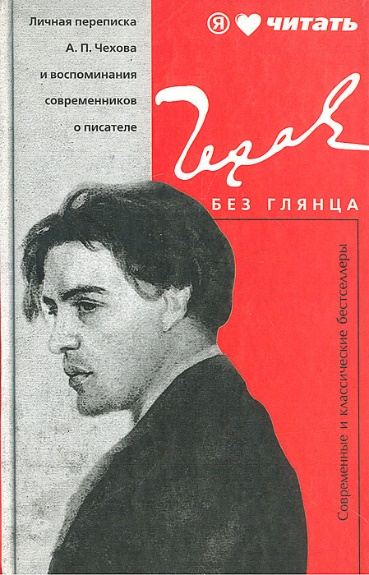 Личная переписка
А. П. Чехова
и воспоминания
современников
о писателе
Я ❤ читать
Чехов
БЕЗ ГЛЯНЦА
Современные и классические бестселлеры